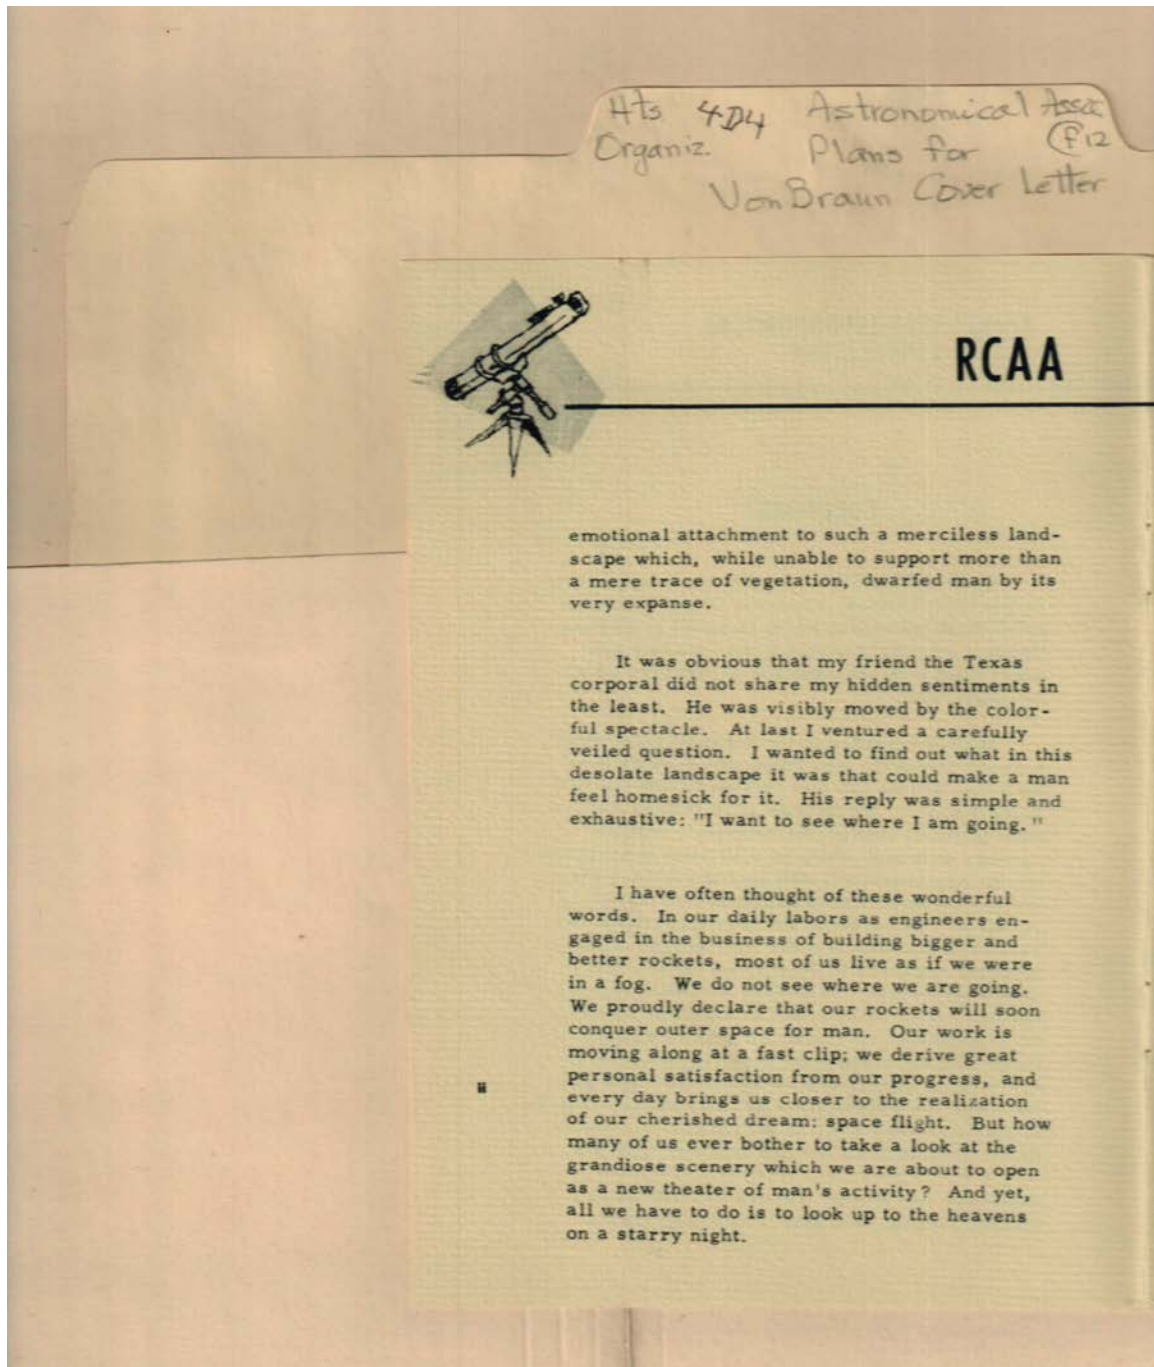 Hts 4D4 Astronomical Assoc
Organiz. Plans for f12
Von Braun Cover Letter
RCAA
emotional attachment to such a merciless land-
scape which, while unable to support more than
a mere trace of vegetation, dwarfed man by its
very expanse.
It was obvious that my friend the Texas
corporal did not share my hidden sentiments in
the least. He was visibly moved by the color-
ful spectacle. At last I ventured a carefully
veiled question. I wanted to find out what in this
desolate landscape it was that could make a man
feel homesick for it. His reply was simple and
exhaustive: "I want to see where I am going."
I have often thought of these wonderful
words. In our daily labors as engineers en-
gaged in the business of building bigger and
better rockets, most of us live as if we were
in a fog. We do not see where we are going.
We proudly declare that our rockets will soon
conquer outer space for man. Our work is
moving along at a fast clip; we derive great
personal satisfaction from our progress, and
every day brings us closer to the realization
of our cherished dream: space flight. But how
many of us ever bother to take a look at the
grandiose scenery which we are about to open
as a new theater of man's activity? And yet,
all we have to do is to look up to the heavens
on a starry night.